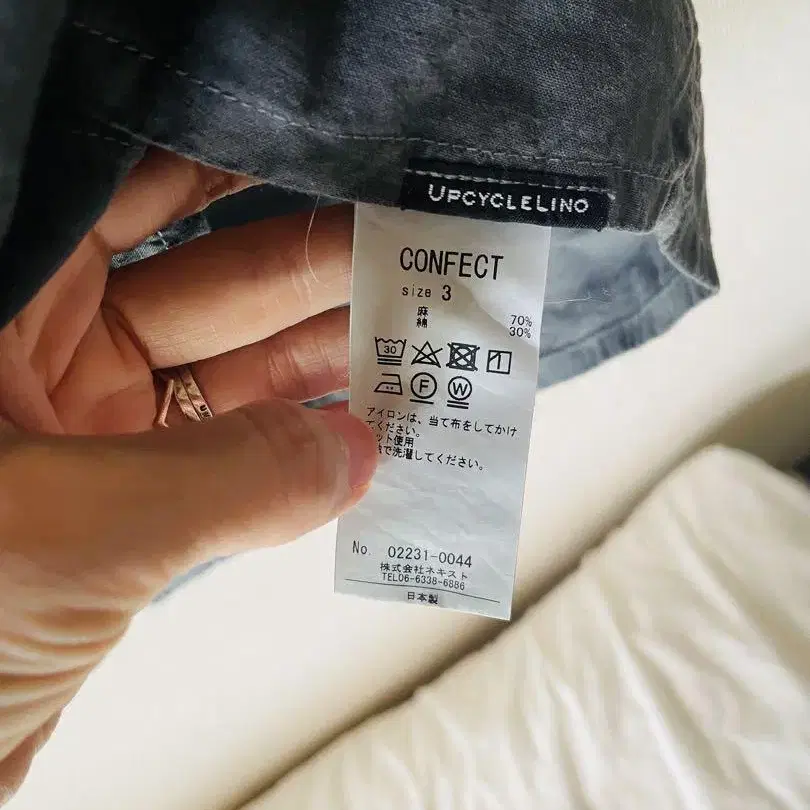 UPCYCLELINO
CONFECT
size 3
麻 70%
綿 30%
30
F W
アイロンは、当て布をしてかけ
てください。
ット使用
で洗濯してください。
No. 02231-0044
株式会社ネキスト
TEL06-6338-6886
日本製